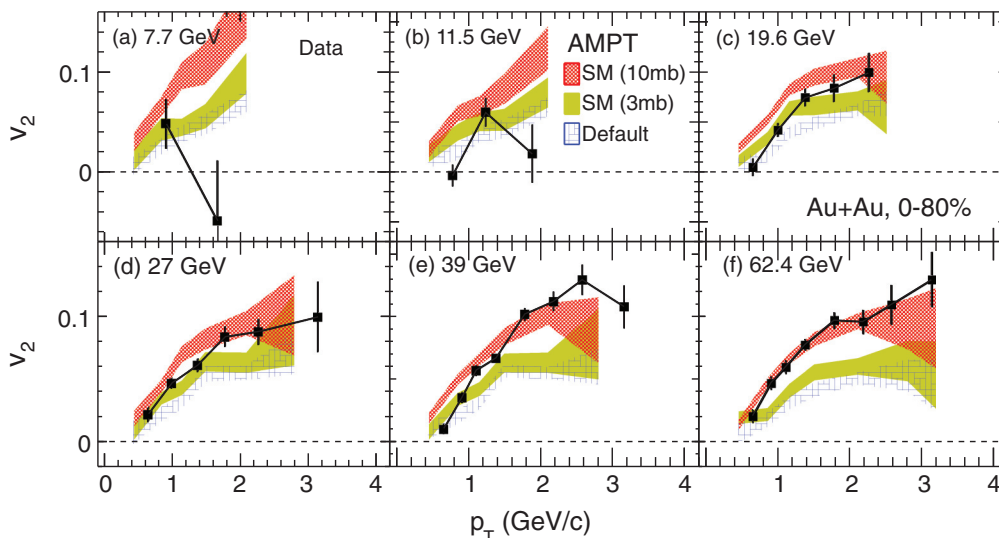 (a) 7.7 GeV
Data
(b) 11.5 GeV
AMPT
SM (10mb)
SM (3mb)
Default
(c) 19.6 GeV
Au+Au, 0-80%
v2
0.1
0
(d) 27 GeV
(e) 39 GeV
(f) 62.4 GeV
v2
0.1
0
0 1 2 3 4
0 1 2 3 4
0 1 2 3 4
pT (GeV/c)